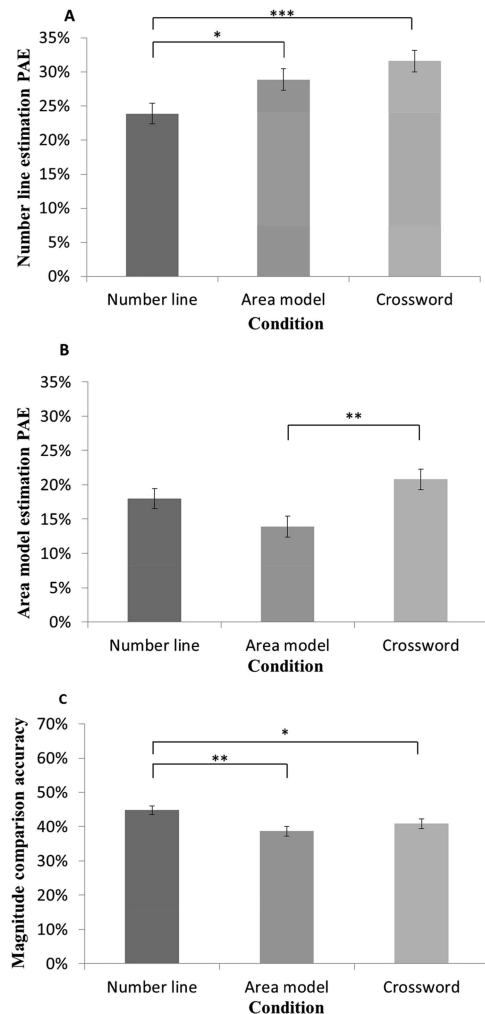 A
***
*
35%
30%
25%
20%
15%
10%
5%
0%
Number line estimation PAE
Number line Area model Crossword
Condition
B
**
35%
30%
25%
20%
15%
10%
5%
0%
Area model estimation PAE
Number line Area model Crossword
Condition
C
*
**
70%
60%
50%
40%
30%
20%
10%
0%
Magnitude comparison accuracy
Number line Area model Crossword
Condition